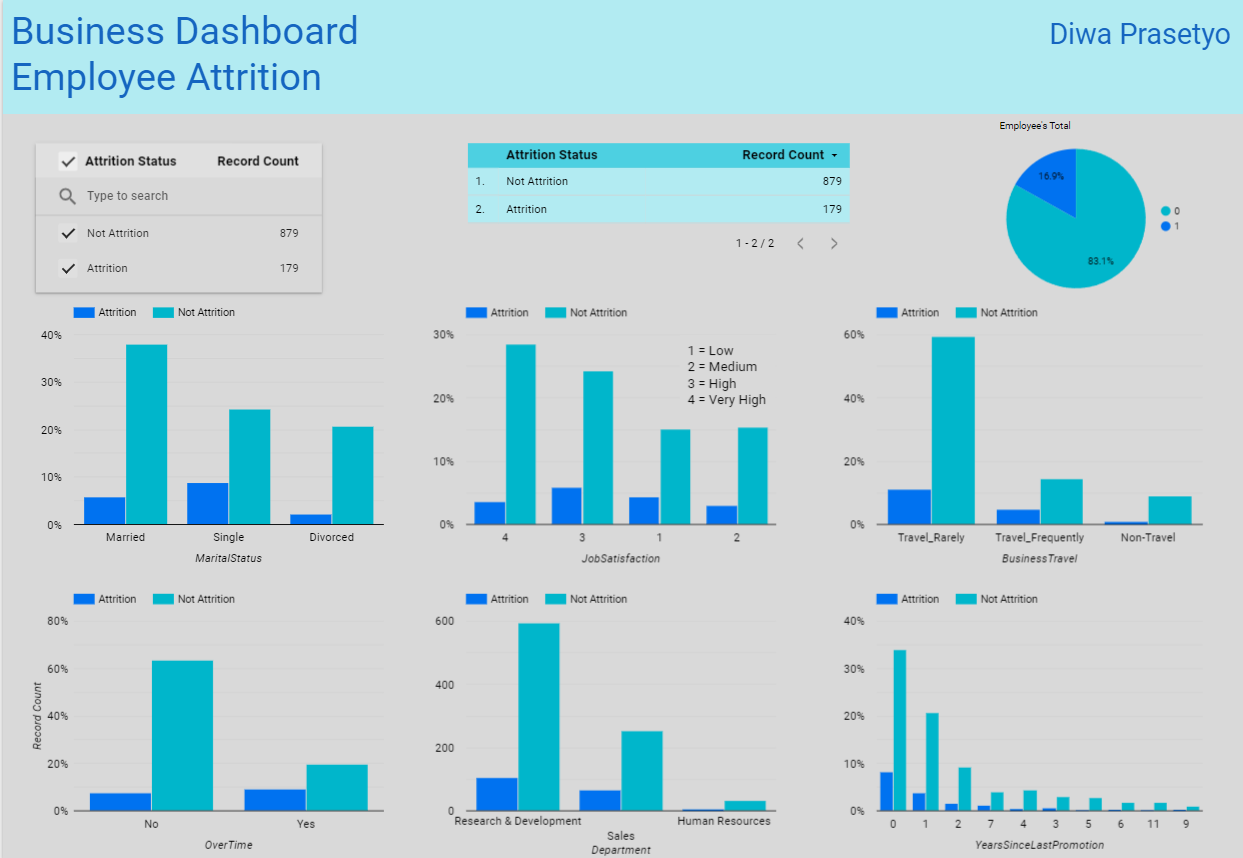 Business Dashboard
Employee Attrition
Diwa Prasetyo
Attrition Status Record Count
Type to search
Not Attrition 879
Attrition 179
Attrition Status Record Count
1. Not Attrition 879
2. Attrition 179
1 - 2 / 2
Employee's Total
16.9%
83.1%
0
1
Attrition Not Attrition
40%
30%
20%
10%
0%
Married Single Divorced
MaritalStatus
Attrition Not Attrition
30%
20%
10%
0%
1 = Low
2 = Medium
3 = High
4 = Very High
4 3 1 2
JobSatisfaction
Attrition Not Attrition
60%
40%
20%
0%
Travel_Rarely Travel_Frequently Non-Travel
BusinessTravel
Attrition Not Attrition
Record Count
80%
60%
40%
20%
0%
No Yes
OverTime
Attrition Not Attrition
600
400
200
0
Research & Development Sales Human Resources
Department
Attrition Not Attrition
40%
30%
20%
10%
0%
0 1 2 7 4 3 5 6 11 9
YearsSinceLastPromotion